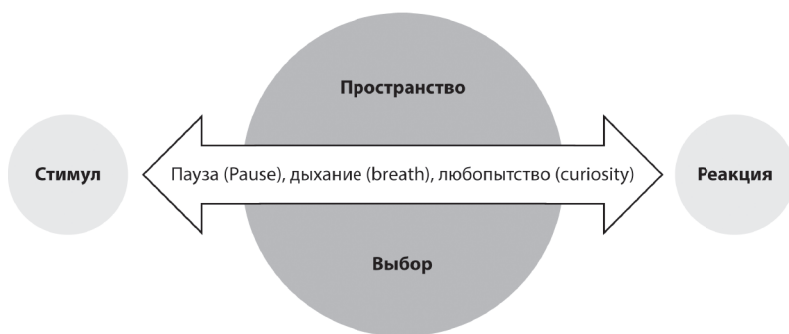 Пространство
Стимул
Пауза (Pause), дыхание (breath), любопытство (curiosity)
Реакция
Выбор